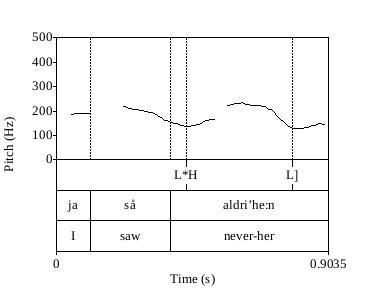 500
400
300
200
100
0
Pitch (Hz)
L*H L]
ja så aldri'he:n
I saw never-her
0 0.9035
Time (s)